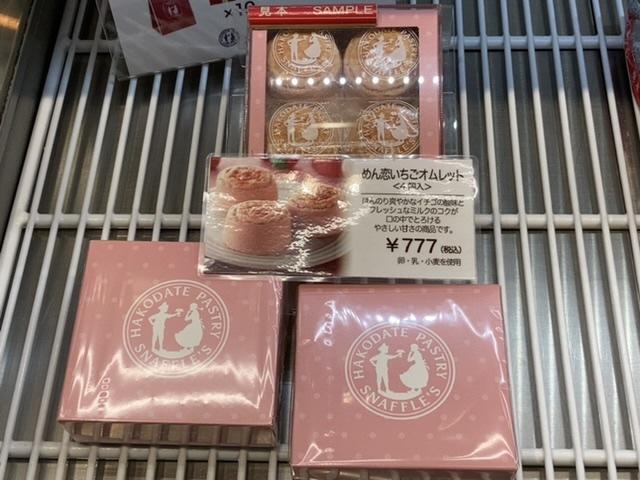 ×10
見本 SAMPLE
HAKODATE PASTRY
SNAFFLE'S
めん恋いちごオムレット
<4個入>
ほんのり爽やかなイチゴの酸味と
フレッシュなミルクのコクが
口の中でとろける
やさしい甘さの商品です。
¥777(税込)
卵・乳・小麦を使用
HAKODATE PASTRY
SNAFFLE'S
HAKODATE PASTRY
SNAFFLE'S